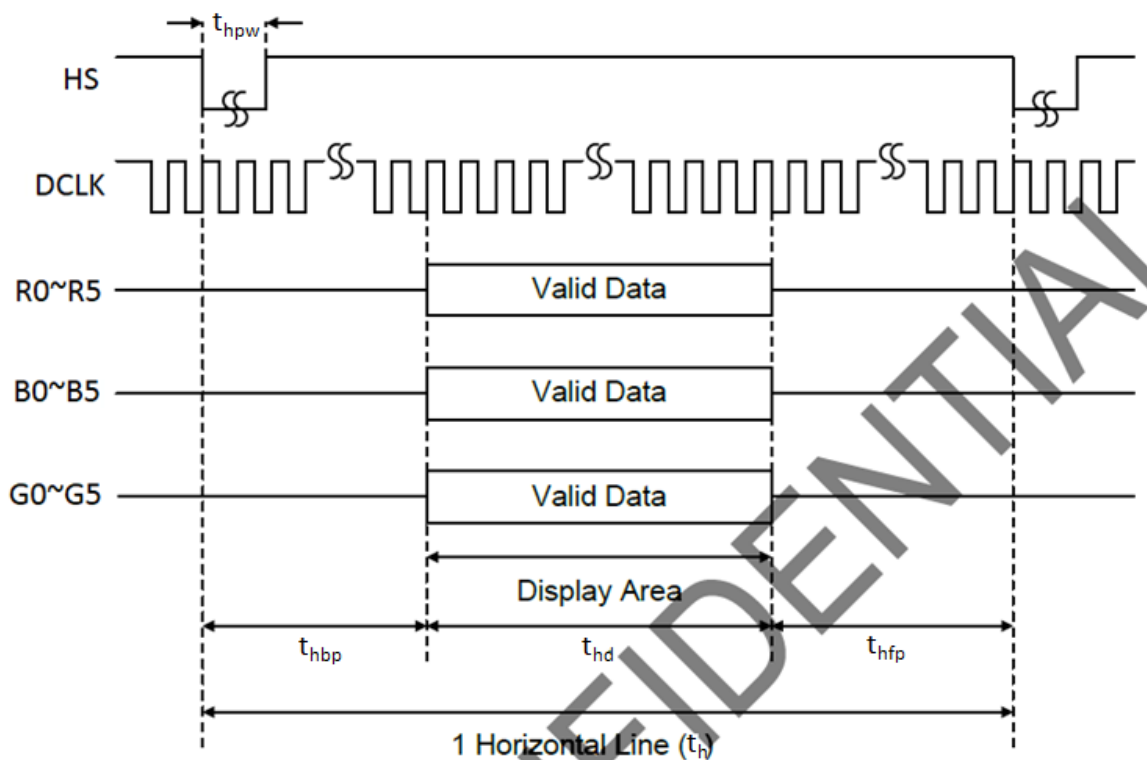 thpw
HS
DCLK
R0~R5 Valid Data
B0~B5 Valid Data
G0~G5 Valid Data
Display Area
thbp thd thfp
1 Horizontal Line (th)